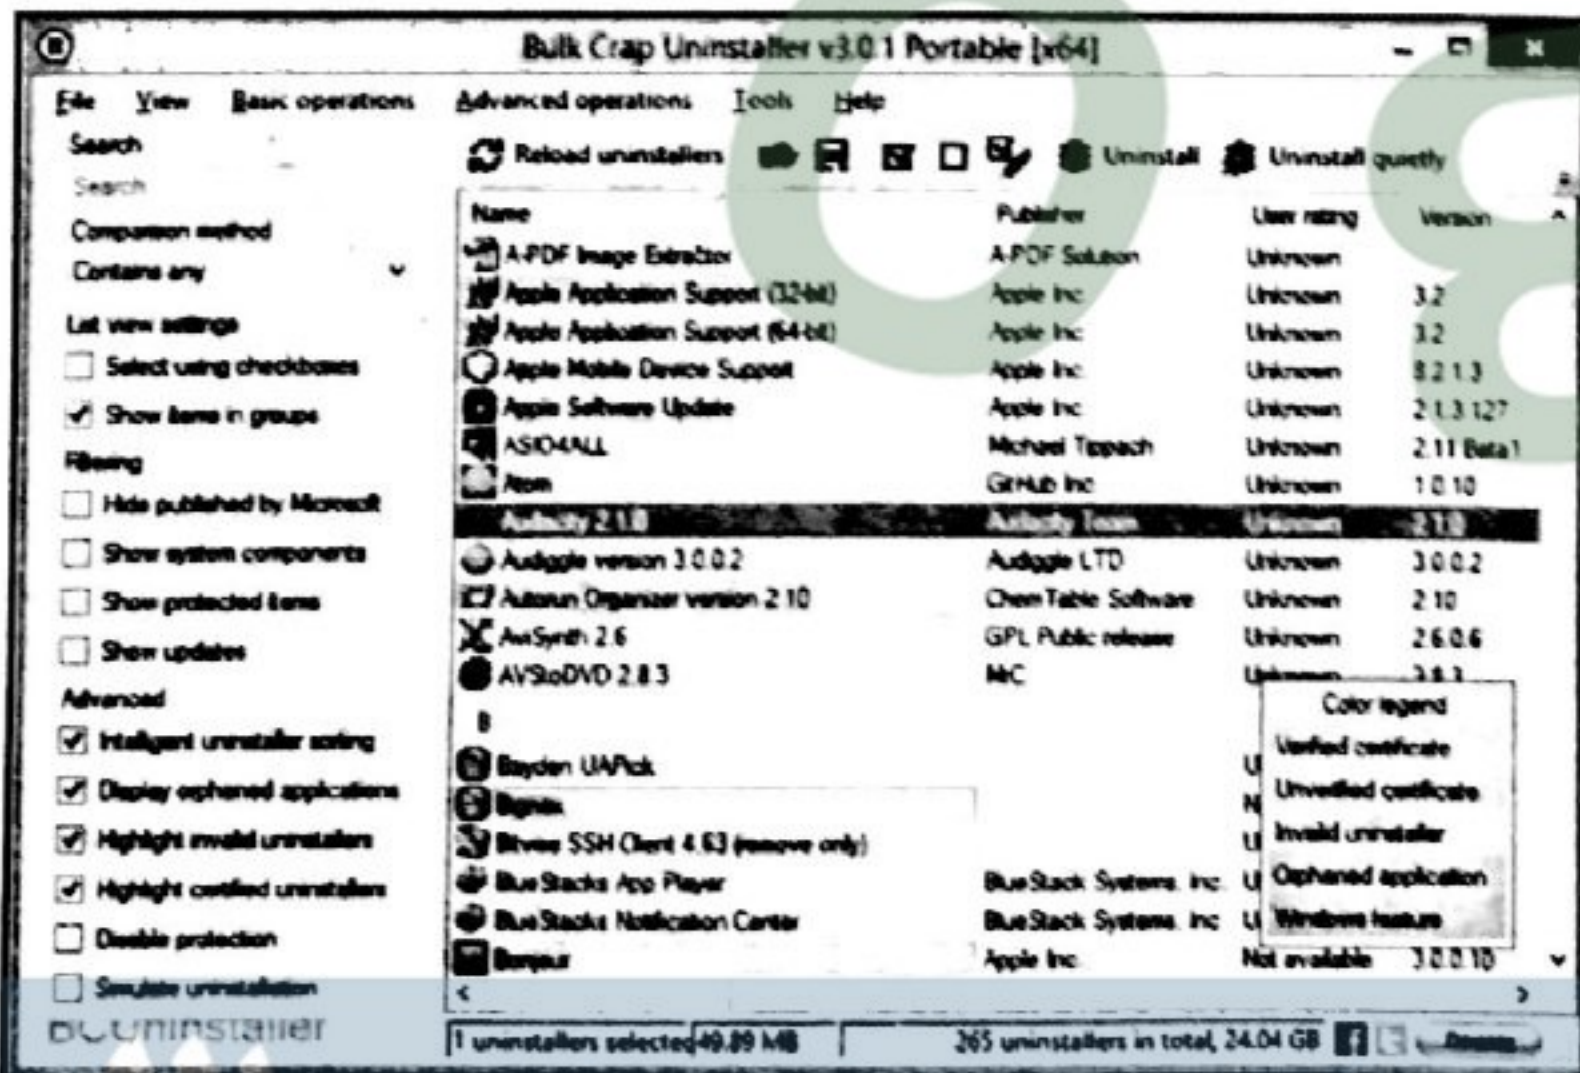 Bulk Crap Uninstaller v3.0.1 Portable [x64]
File View Basic operations Advanced operations Tools Help
Search
Search
Comparison method
Contains any
List view settings
Select using checkboxes
Show items in groups
Filtering
Hide published by Microsoft
Show system components
Show protected items
Show updates
Advanced
Intelligent uninstaller sorting
Display orphaned applications
Highlight invalid uninstallers
Highlight certified uninstallers
Disable protection
Simulate uninstallation
BCUninstaller
Reload uninstallers Uninstall Uninstall quietly
Name Publisher User rating Version
A-PDF Image Extractor A-PDF Solution Unknown
Apple Application Support (32-bit) Apple Inc. Unknown 3.2
Apple Application Support (64-bit) Apple Inc. Unknown 3.2
Apple Mobile Device Support Apple Inc. Unknown 8.2.1.3
Apple Software Update Apple Inc. Unknown 2.1.3.127
ASIO4ALL Michael Tippach Unknown 2.11 Beta1
Atom GitHub Inc. Unknown 1.0.10
Audacity 2.1.0 Audacity Team Unknown 2.1.0
Audiggle version 3.0.0.2 Audiggle LTD Unknown 3.0.0.2
Autorun Organizer version 2.10 ChemTable Software Unknown 2.10
AviSynth 2.6 GPL Public release. Unknown 2.6.0.6
AVStoDVD 2.8.3 MrC Unknown
B
Bayden UAPick
Bitvise SSH Client 4.63 (remove only)
BlueStacks App Player BlueStack Systems, Inc.
BlueStacks Notification Center BlueStack Systems, Inc.
Bonjour Apple Inc. Not available 3.0.0.10
Color legend
Verified certificate
Unverified certificate
Invalid uninstaller
Orphaned application
Windows feature
1 uninstallers selected 49.89 MB 265 uninstallers in total, 24.04 GB
O8